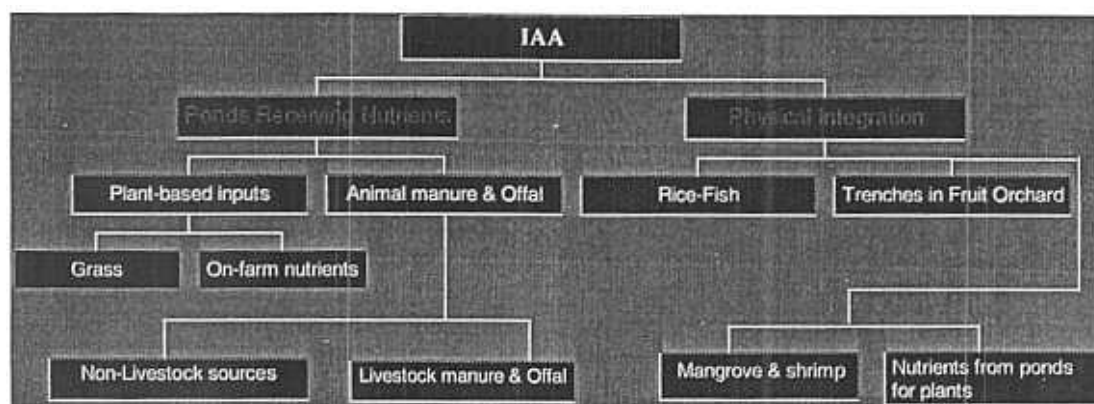 IAA
Ponds Receiving Nutrients
Physical Integration
Plant-based inputs
Animal manure & Offal
Rice-Fish
Trenches in Fruit Orchard
Grass
On-farm nutrients
Non-Livestock sources
Livestock manure & Offal
Mangrove & shrimp
Nutrients from ponds
for plants